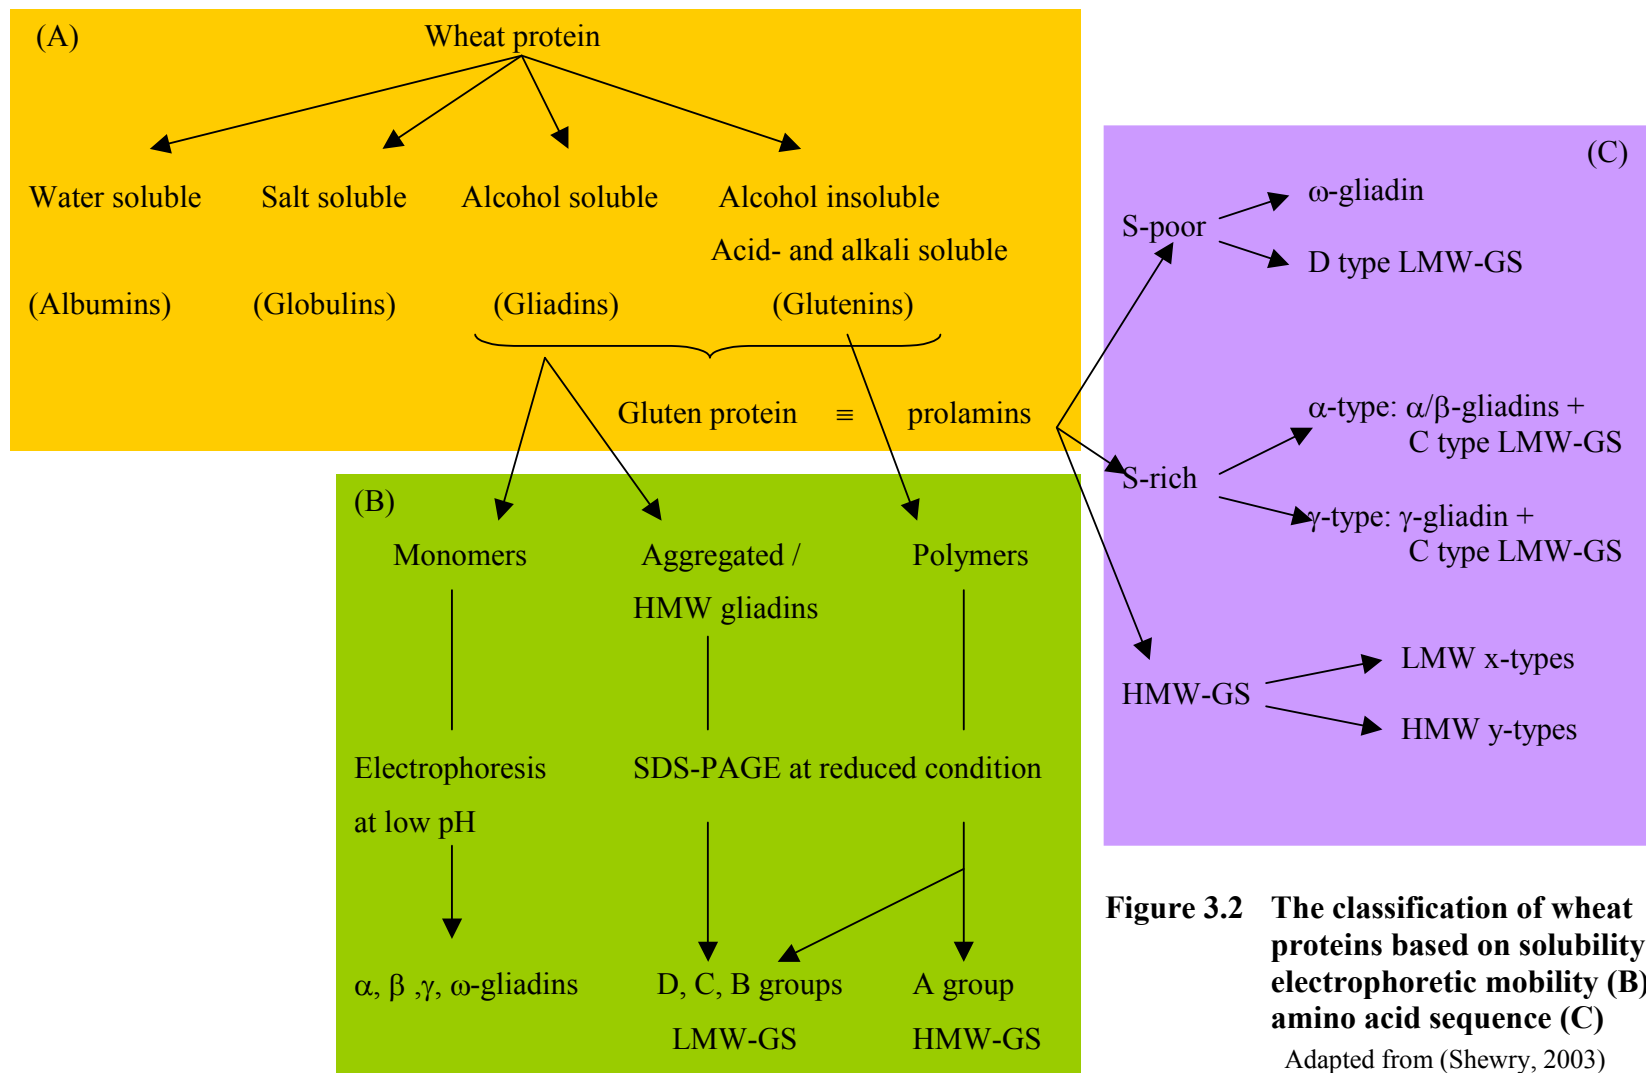 (A)
Wheat protein
Water soluble
Salt soluble
Alcohol soluble
Alcohol insoluble
Acid- and alkali soluble
(Albumins)
(Globulins)
(Gliadins)
(Glutenins)
Gluten protein ≡ prolamins
(B)
Monomers
Aggregated /
HMW gliadins
Polymers
Electrophoresis
at low pH
SDS-PAGE at reduced condition
α, β ,γ, ω-gliadins
D, C, B groups
LMW-GS
A group
HMW-GS
(C)
S-poor
ω-gliadin
D type LMW-GS
S-rich
α-type: α/β-gliadins +
C type LMW-GS
γ-type: γ-gliadin +
C type LMW-GS
HMW-GS
LMW x-types
HMW y-types
Figure 3.2 The classification of wheat
proteins based on solubility
electrophoretic mobility (B)
amino acid sequence (C)
Adapted from (Shewry, 2003)